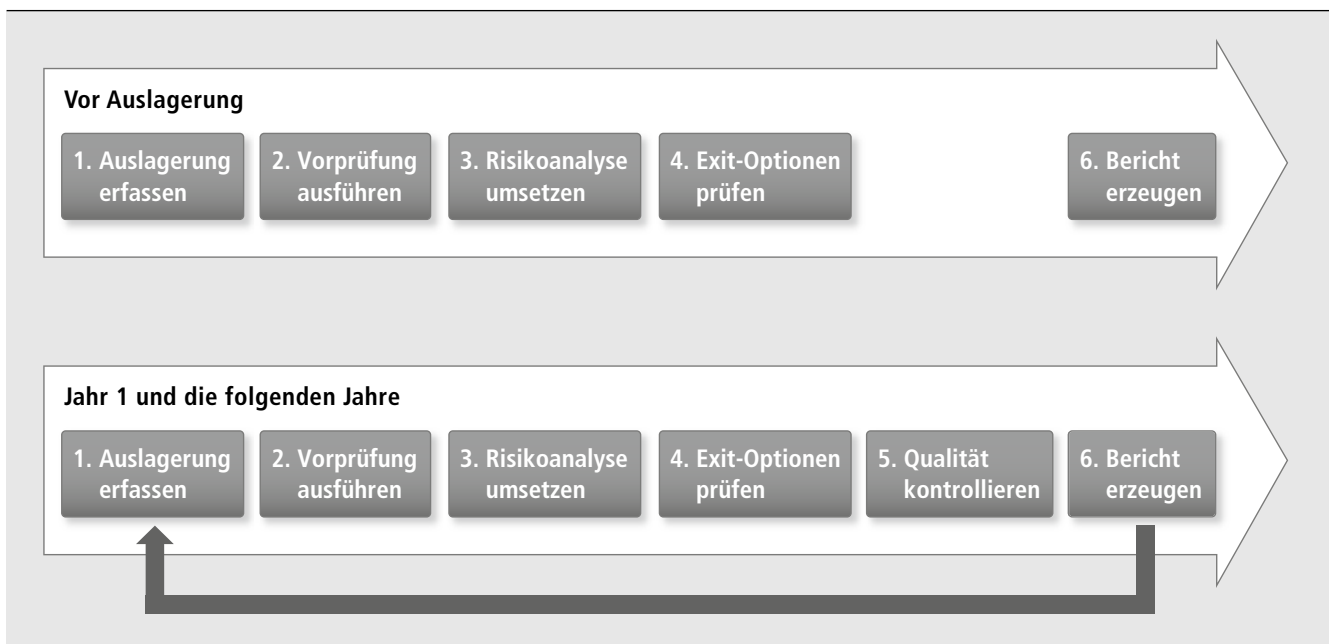 Vor Auslagerung
1. Auslagerung
erfassen
2. Vorprüfung
ausführen
3. Risikoanalyse
umsetzen
4. Exit-Optionen
prüfen
6. Bericht
erzeugen
Jahr 1 und die folgenden Jahre
1. Auslagerung
erfassen
2. Vorprüfung
ausführen
3. Risikoanalyse
umsetzen
4. Exit-Optionen
prüfen
5. Qualität
kontrollieren
6. Bericht
erzeugen